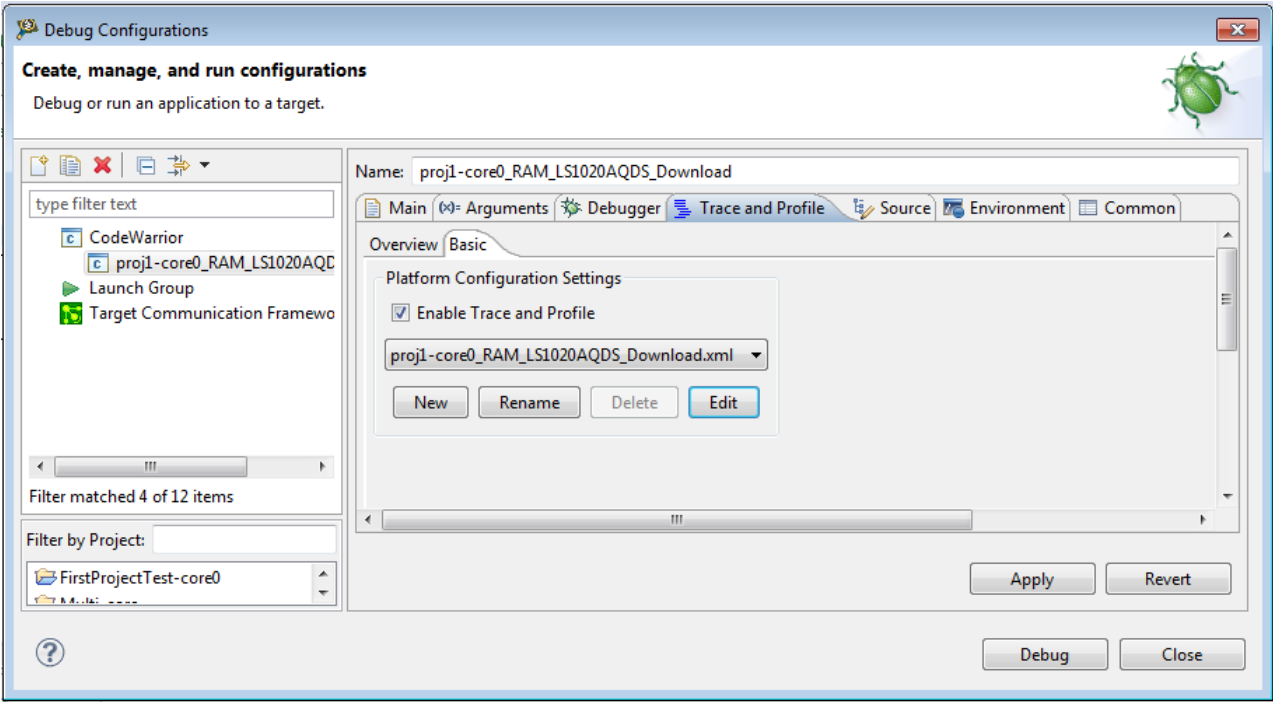 Debug Configurations
Create, manage, and run configurations
Debug or run an application to a target.
type filter text
CodeWarrior
proj1-core0_RAM_LS1020AQD
Launch Group
Target Communication Framewo
Filter matched 4 of 12 items
Filter by Project:
FirstProjectTest-core0
Name: proj1-core0_RAM_LS1020AQDS_Download
Main (x)= Arguments Debugger Trace and Profile Source Environment Common
Overview Basic
Platform Configuration Settings
Enable Trace and Profile
proj1-core0_RAM_LS1020AQDS_Download.xml
New Rename Delete Edit
Apply Revert
? Debug Close